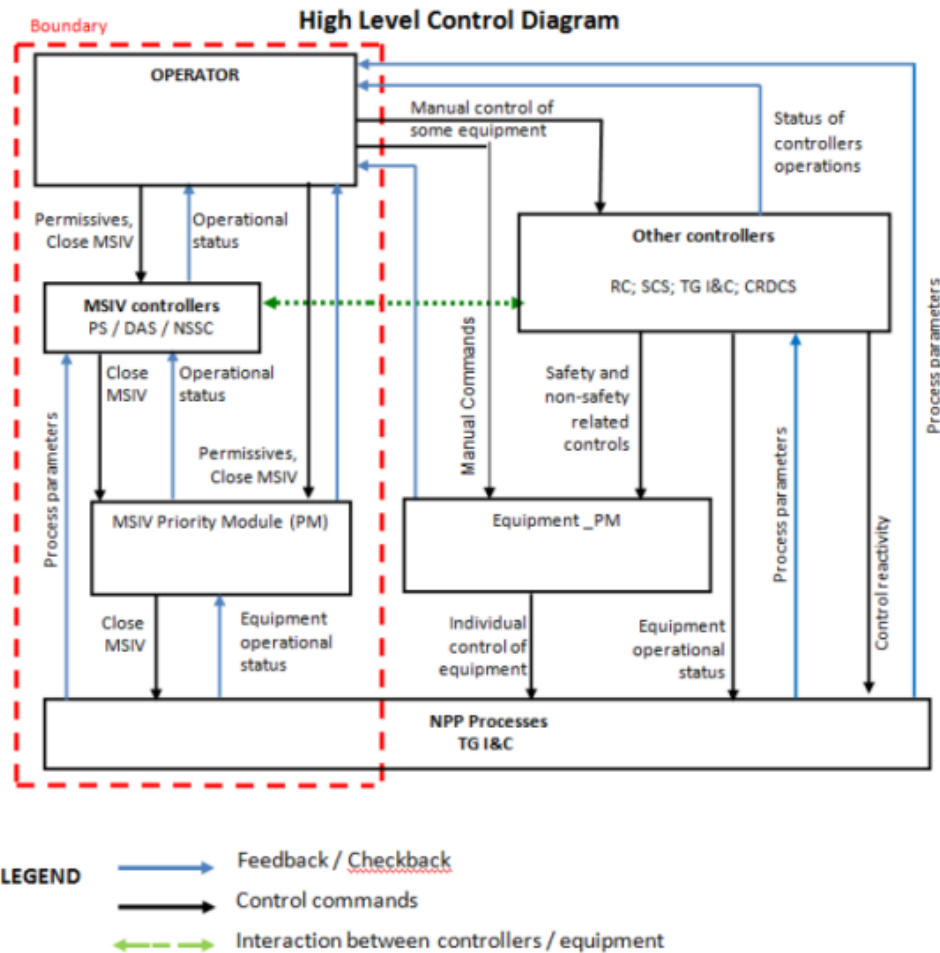 High Level Control Diagram
Boundary
OPERATOR
Manual control of
some equipment
Status of
controllers
operations
Permissives,
Close MSIV
Operational
status
Other controllers
RC; SCS; TG I&C; CRDCS
MSIV controllers
PS / DAS / NSSC
Process parameters
Close
MSIV
Operational
status
Manual Commands
Safety and
non-safety
related
controls
Permissives,
Close MSIV
Process parameters
Process parameters
MSIV Priority Module (PM)
Equipment _PM
Control reactivity
Close
MSIV
Equipment
operational
status
Individual
control of
equipment
Equipment
operational
status
NPP Processes
TG I&C
LEGEND
Feedback / Checkback
Control commands
Interaction between controllers / equipment